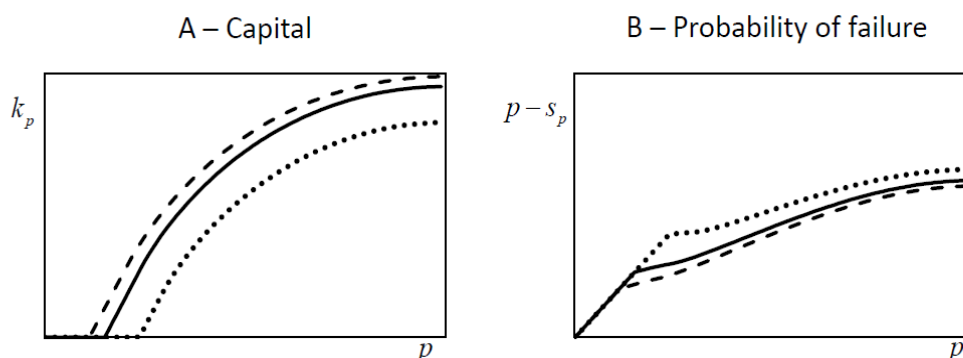 A – Capital
k_p
p
B – Probability of failure
p – s_p
p